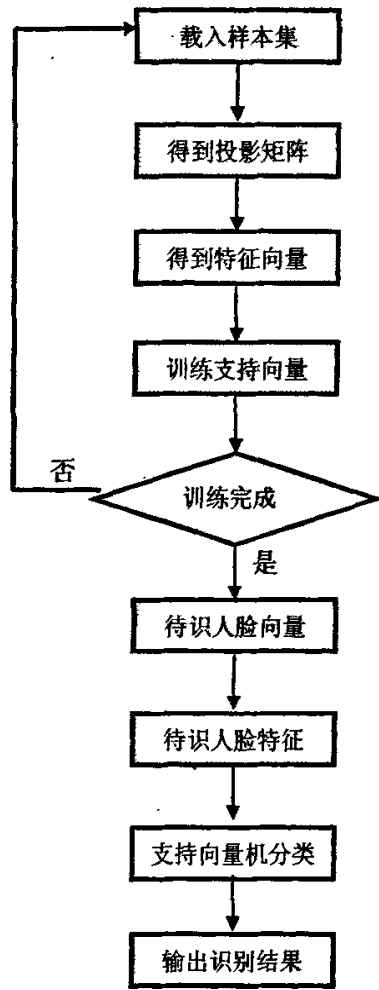 载入样本集
得到投影矩阵
得到特征向量
训练支持向量
否
训练完成
是
待识人脸向量
待识人脸特征
支持向量机分类
输出识别结果